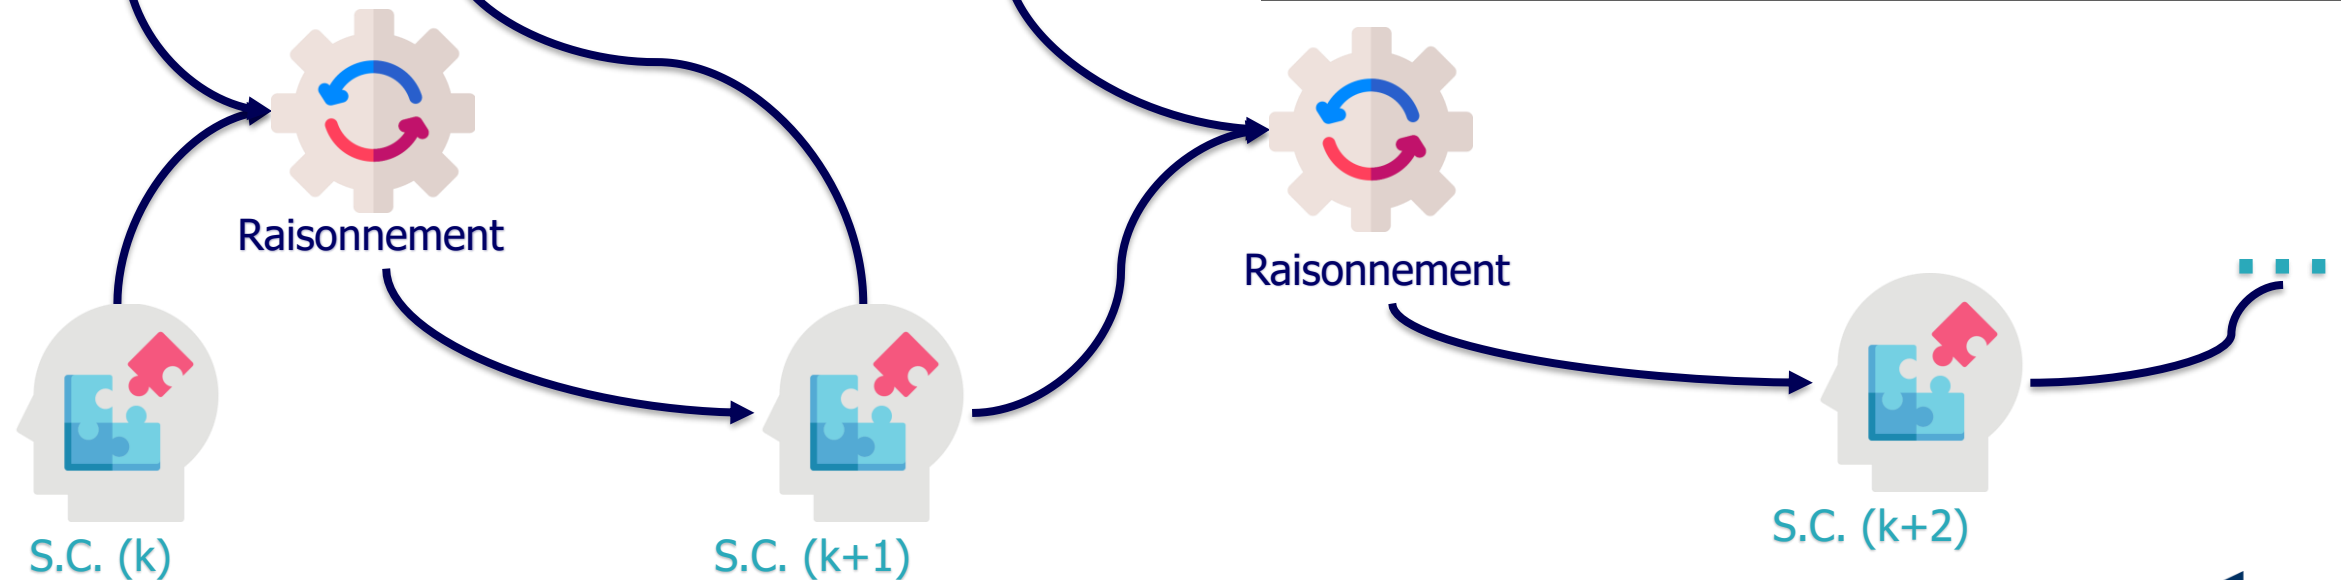 Raisonnement
Raisonnement
...
S.C. (k)
S.C. (k+1)
S.C. (k+2)